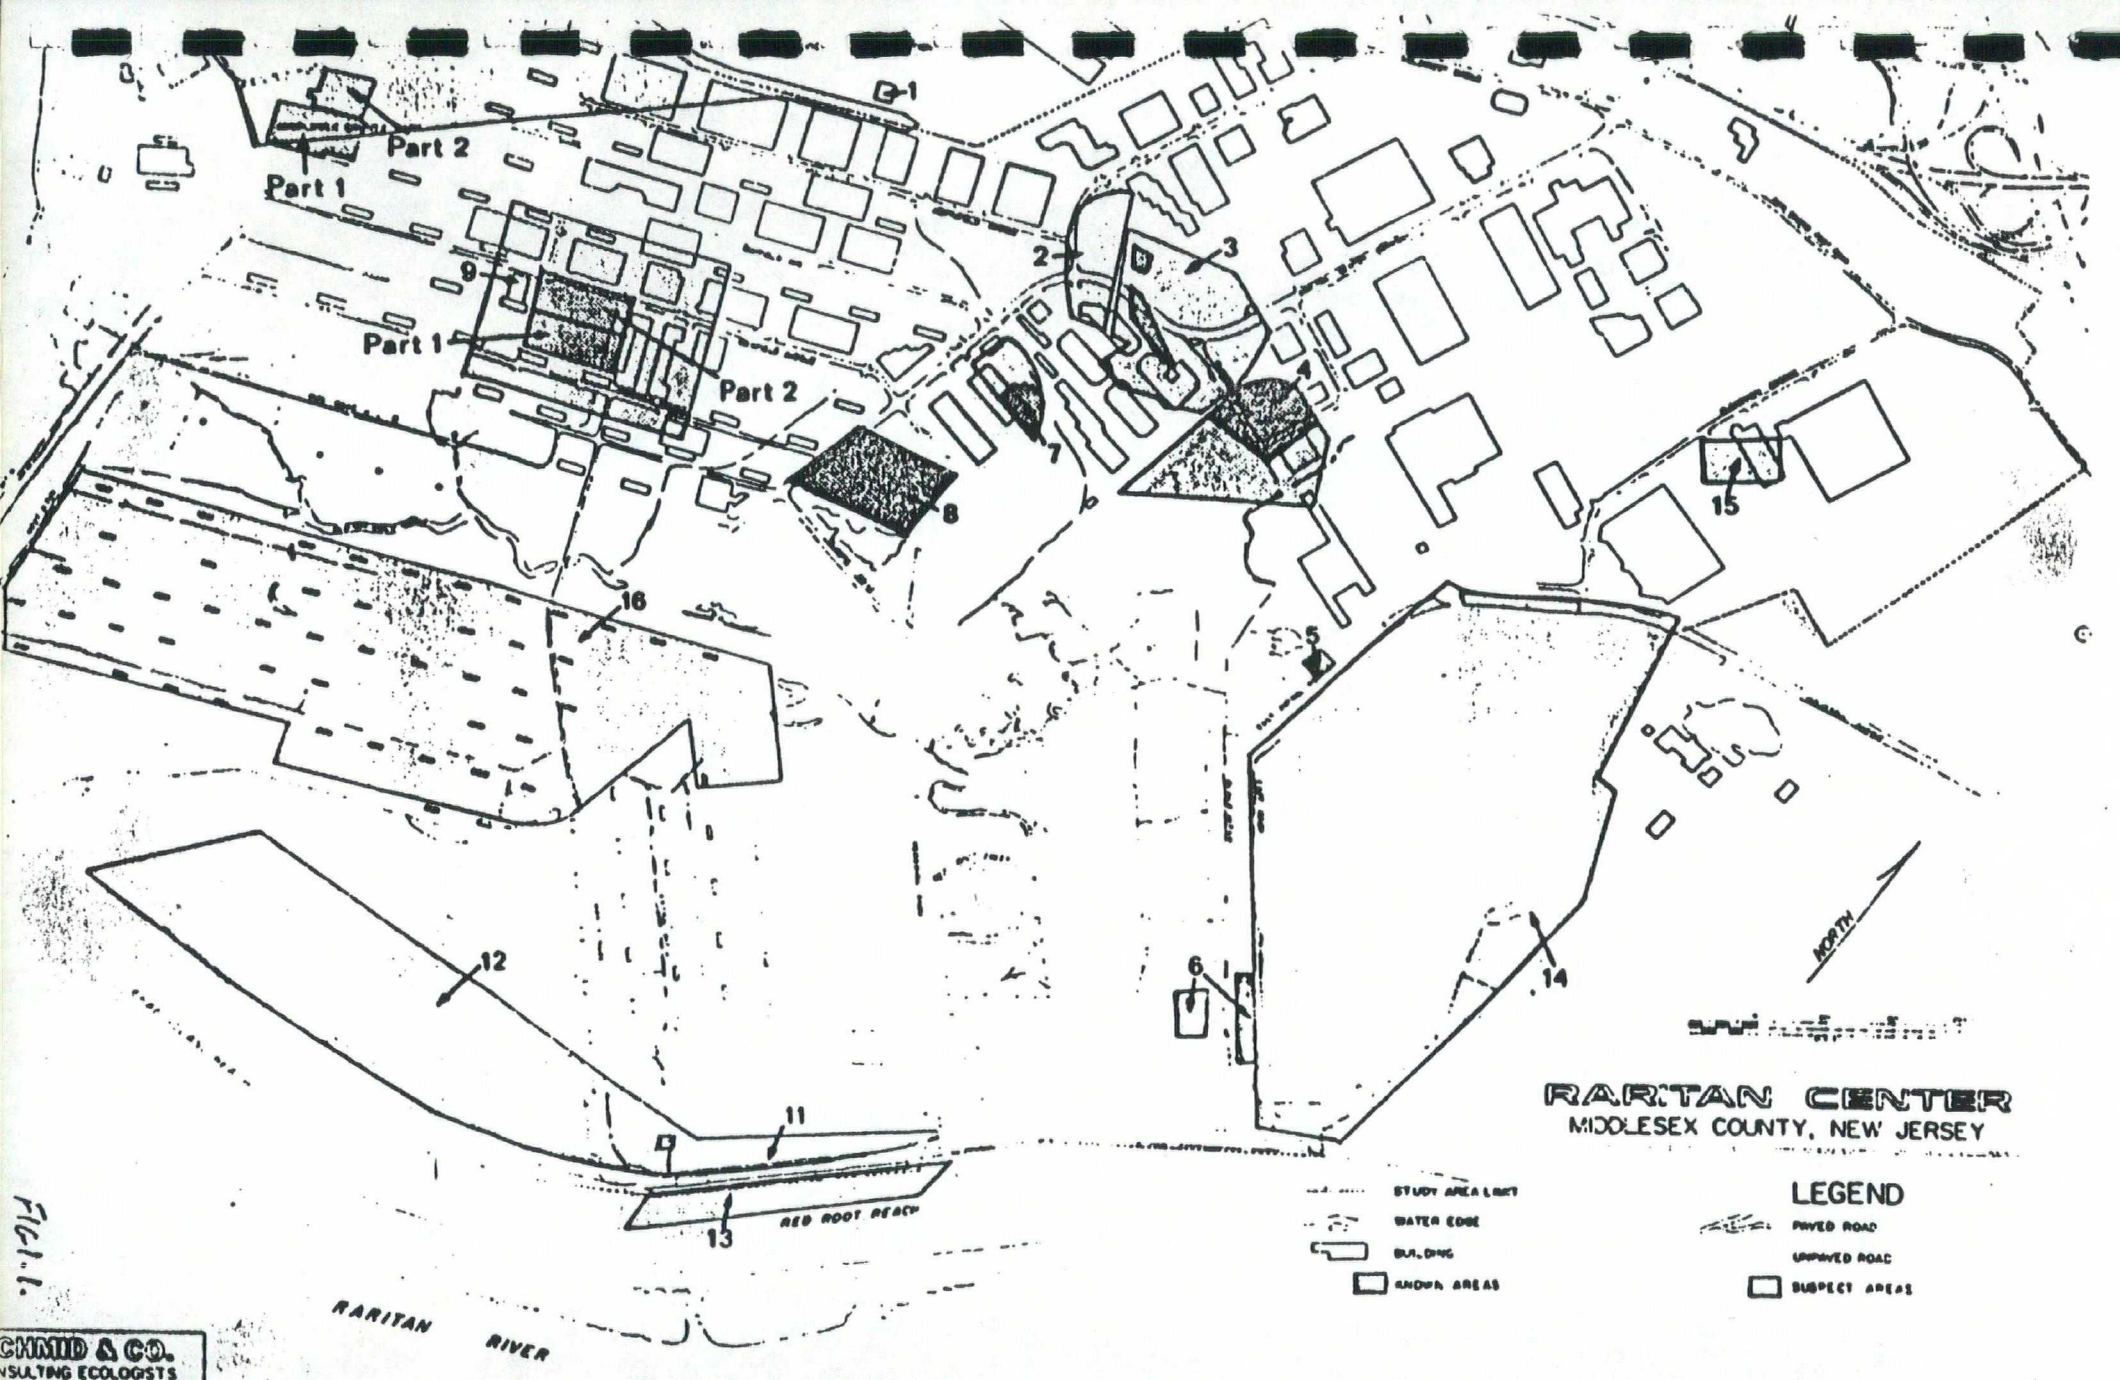 1
Part 2
Part 1
2
3
9
Part 1
Part 2
4
7
8
15
16
5
6
12
14
NORTH
11
13
RED ROOT REACH
RARITAN RIVER
RARITAN CENTER
MIDDLESEX COUNTY, NEW JERSEY
LEGEND
STUDY AREA LIMIT
WATER EDGE
BUILDING
KNOWN AREAS
PAVED ROAD
UNPAVED ROAD
SUSPECT AREAS
FIG. 1.
CHMID & CO.
NSULTING ECOLOGISTS